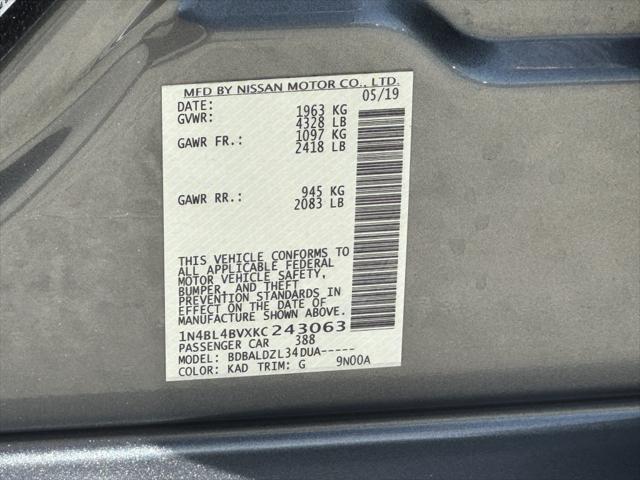 MFD BY NISSAN MOTOR CO., LTD.
DATE: 05/19
GVWR: 1963 KG
4328 LB
GAWR FR.: 1097 KG
2418 LB
GAWR RR.: 945 KG
2083 LB
THIS VEHICLE CONFORMS TO
ALL APPLICABLE FEDERAL
MOTOR VEHICLE SAFETY,
BUMPER, AND THEFT
PREVENTION STANDARDS IN
EFFECT ON THE DATE OF
MANUFACTURE SHOWN ABOVE.
1N4BL4BVXKC243063
PASSENGER CAR 388
MODEL: BDBALDZL34DUA-----
COLOR: KAD TRIM: G 9N00A